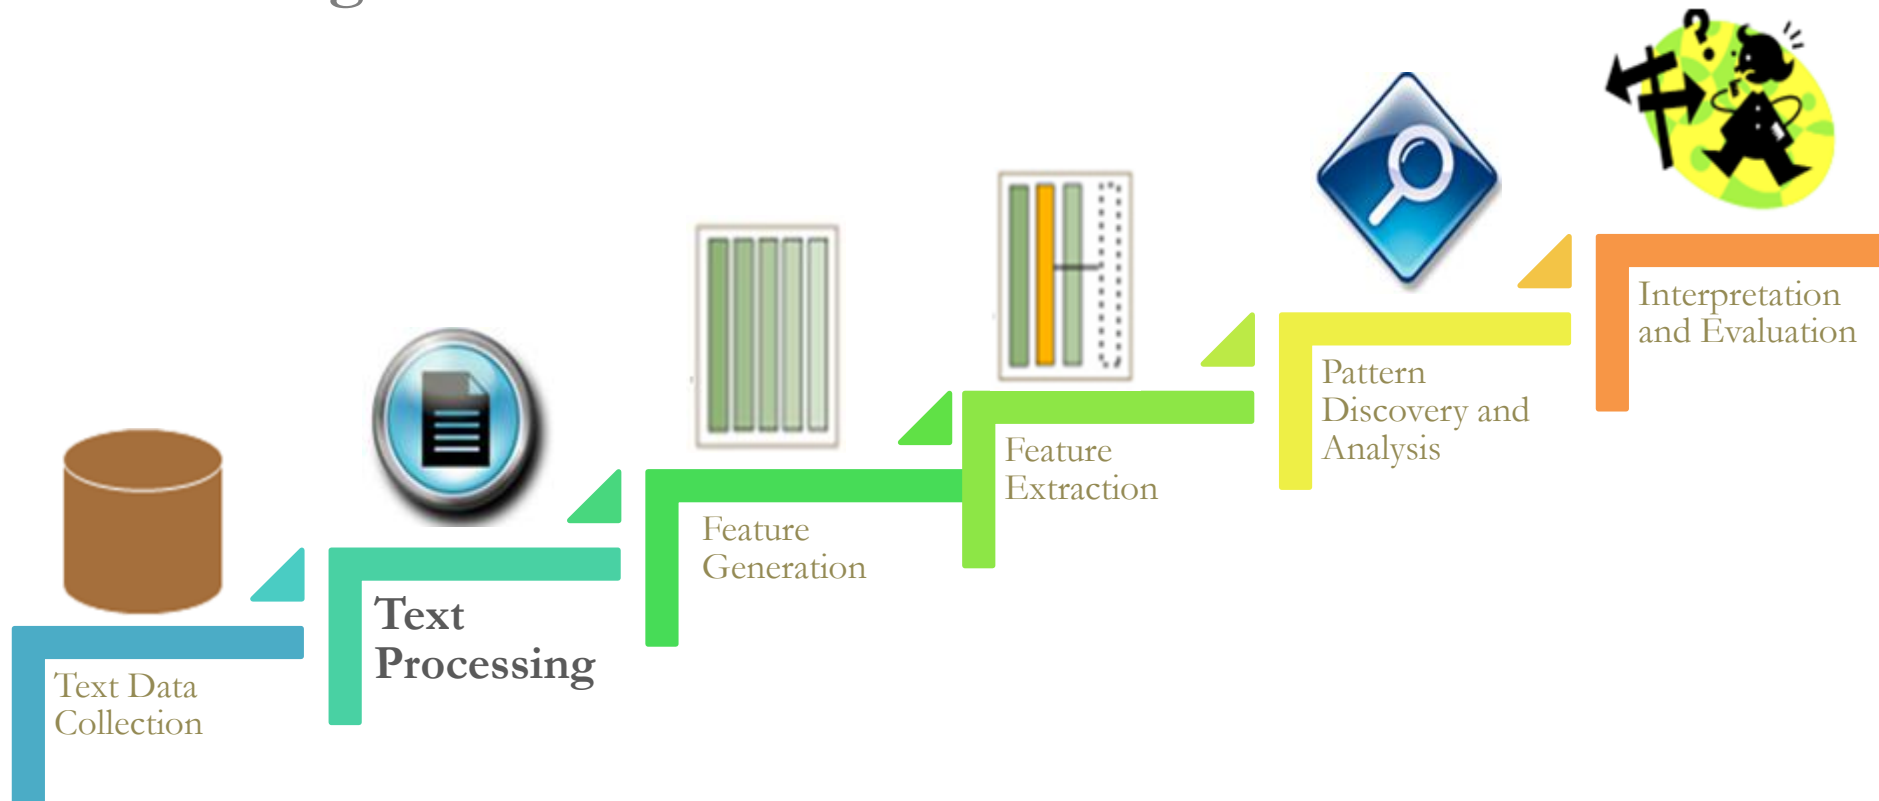 Text Data
Collection
Text
Processing
Feature
Generation
Feature
Extraction
Pattern
Discovery and
Analysis
?
Interpretation
and Evaluation